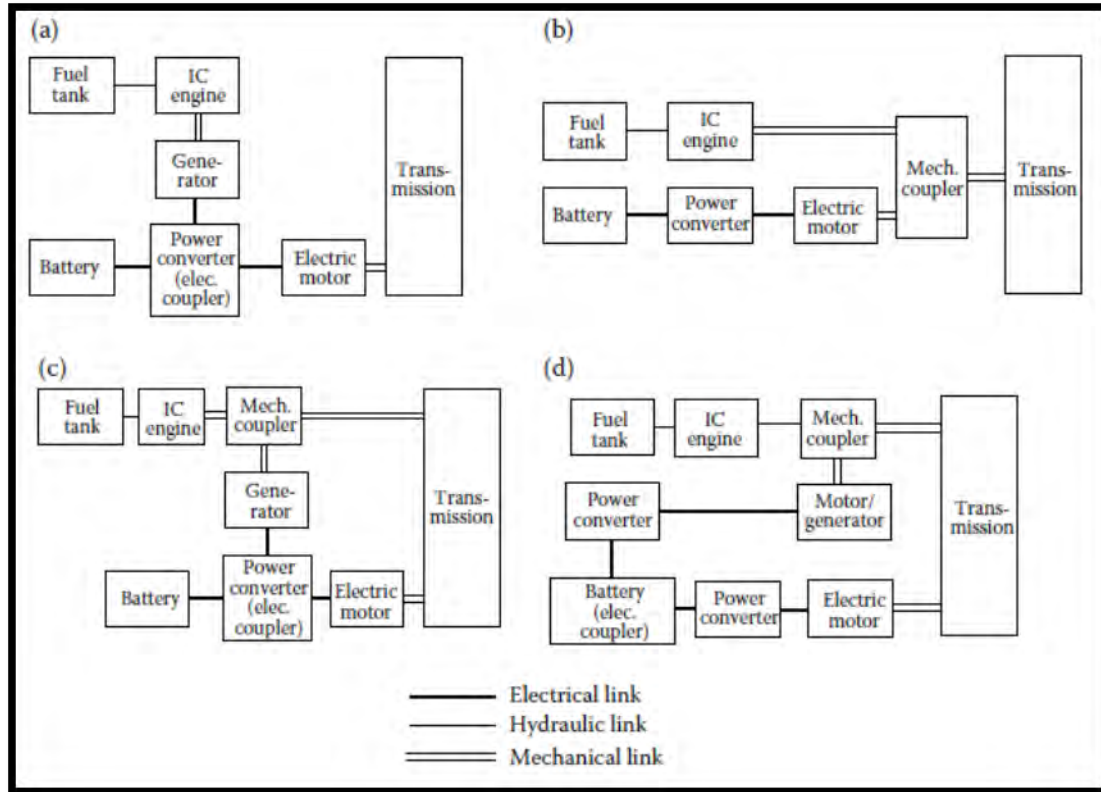 (a)
Fuel
tank
IC
engine
Gene-
rator
Battery
Power
converter
(elec.
coupler)
Electric
motor
Trans-
mission
(b)
Fuel
tank
IC
engine
Battery
Power
converter
Electric
motor
Mech.
coupler
Trans-
mission
(c)
Fuel
tank
IC
engine
Mech.
coupler
Gene-
rator
Battery
Power
converter
(elec.
coupler)
Electric
motor
Trans-
mission
(d)
Fuel
tank
IC
engine
Mech.
coupler
Power
converter
Motor/
generator
Battery (elec.
coupler)
Power
converter
Electric
motor
Trans-
mission
Electrical link
Hydraulic link
Mechanical link